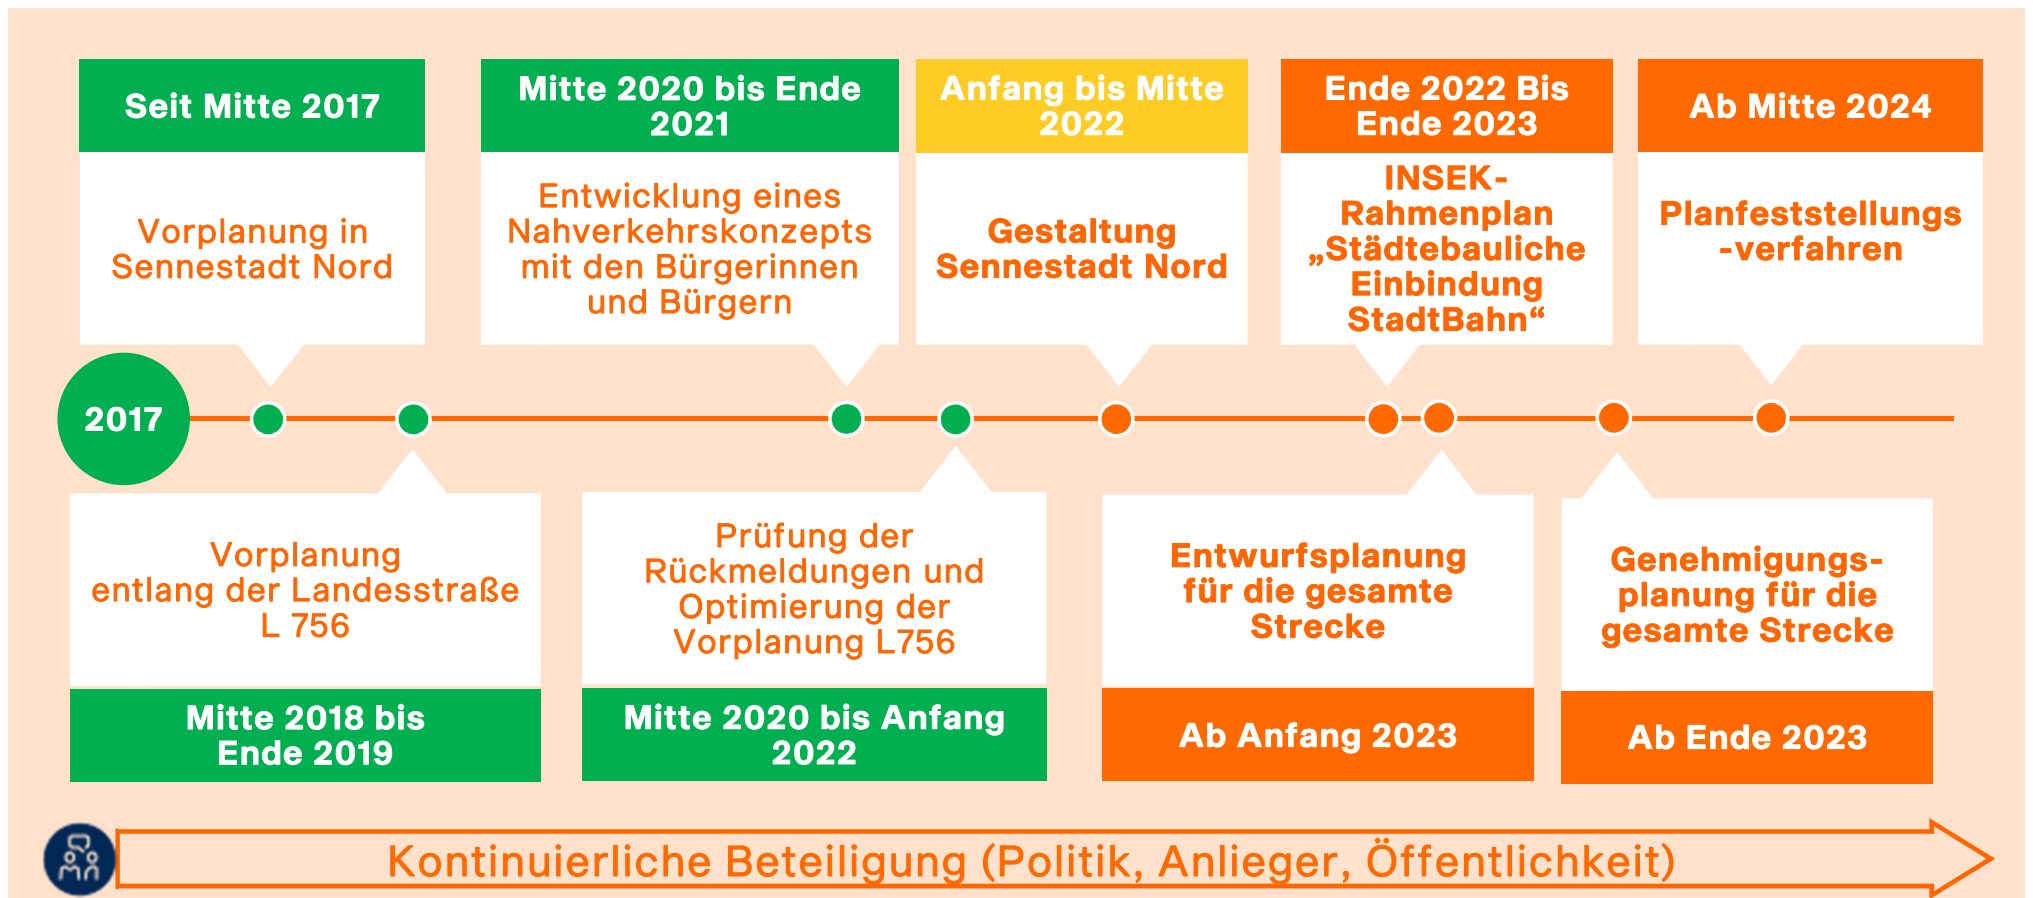 Seit Mitte 2017
Vorplanung in
Sennestadt Nord
Mitte 2020 bis Ende
2021
Entwicklung eines
Nahverkehrskonzepts
mit den Bürgerinnen
und Bürgern
Anfang bis Mitte
2022
Gestaltung
Sennestadt Nord
Ende 2022 Bis
Ende 2023
INSEK-
Rahmenplan
„Städtebauliche
Einbindung
StadtBahn“
Ab Mitte 2024
Planfeststellungs
-verfahren
2017
Vorplanung
entlang der Landesstraße
L 756
Mitte 2018 bis
Ende 2019
Prüfung der
Rückmeldungen und
Optimierung der
Vorplanung L756
Mitte 2020 bis Anfang
2022
Entwurfsplanung
für die gesamte
Strecke
Ab Anfang 2023
Genehmigungs-
planung für die
gesamte Strecke
Ab Ende 2023
Kontinuierliche Beteiligung (Politik, Anlieger, Öffentlichkeit)